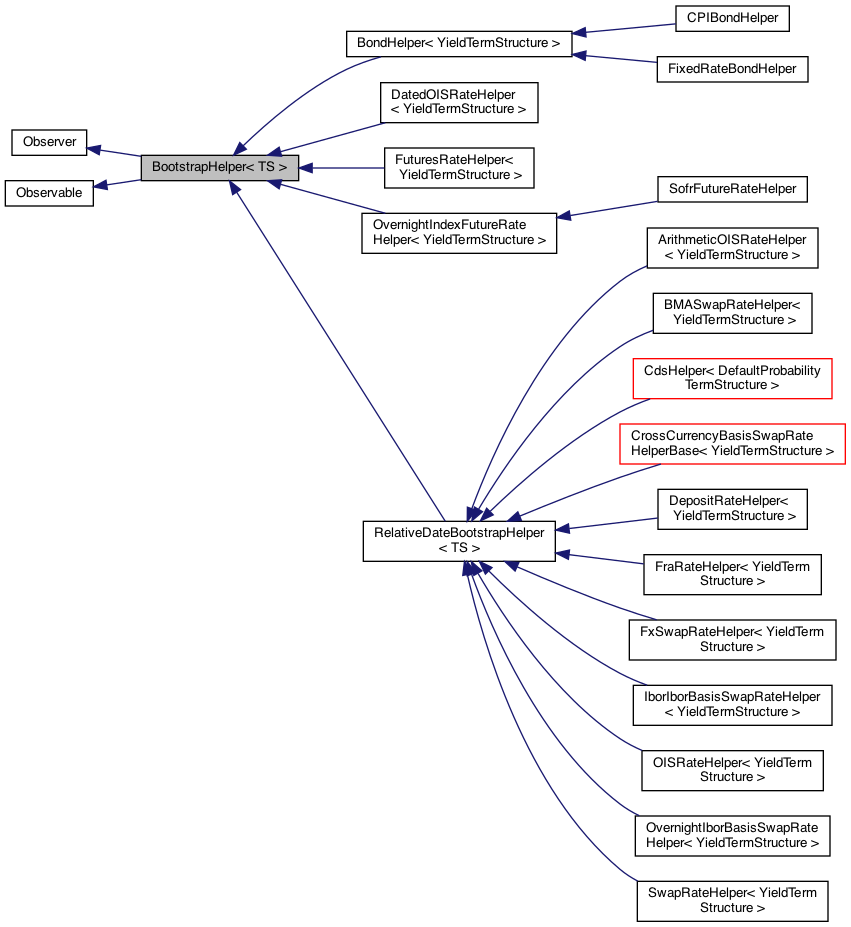 CPIBondHelper
BondHelper< YieldTermStructure >
FixedRateBondHelper
DatedOISRateHelper
< YieldTermStructure >
Observer
BootstrapHelper< TS >
FuturesRateHelper<
YieldTermStructure >
Observable
SofrFutureRateHelper
OvernightIndexFutureRate
Helper< YieldTermStructure >
ArithmeticOISRateHelper
< YieldTermStructure >
BMASwapRateHelper<
YieldTermStructure >
CdsHelper< DefaultProbability
TermStructure >
CrossCurrencyBasisSwapRate
HelperBase< YieldTermStructure >
DepositRateHelper<
YieldTermStructure >
RelativeDateBootstrapHelper
< TS >
FraRateHelper< YieldTerm
Structure >
FxSwapRateHelper< YieldTerm
Structure >
IborIborBasisSwapRateHelper
< YieldTermStructure >
OISRateHelper< YieldTerm
Structure >
OvernightIborBasisSwapRate
Helper< YieldTermStructure >
SwapRateHelper< YieldTerm
Structure >